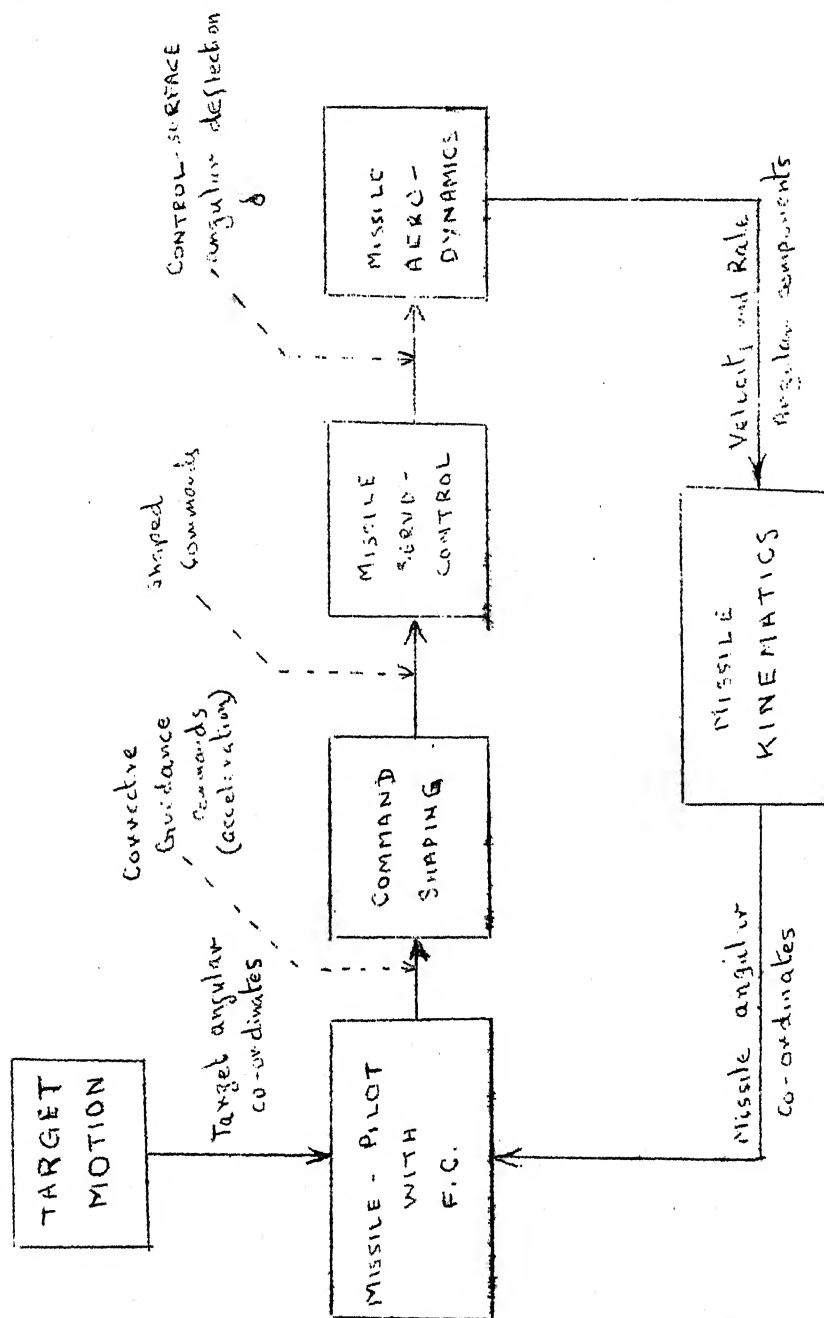 TARGET
MOTION
Target angular
co-ordinates
MISSILE - PILOT
WITH
F.C.
Corrective
Guidance
Commands
(acceleration)
COMMAND
SHAPING
Shaped
Commands
MISSILE
SERVO-
CONTROL
CONTROL-SURFACE
angular deflection
δ
MISSILE
AERO-
DYNAMICS
Velocity and Rate
Angular components
MISSILE
KINEMATICS
Missile angular
Co-ordinates